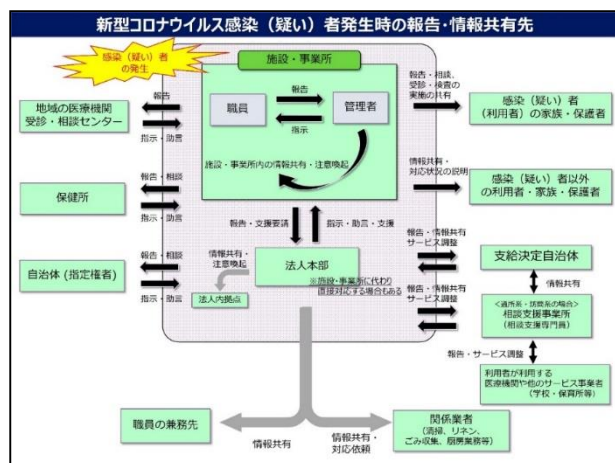 新型コロナウイルス感染（疑い）者発生時の報告・情報共有先
感染（疑い）者
の発生
施設・事業所
職員
報告
指示
管理者
施設・事業所内の情報共有・注意喚起
報告
地域の医療機関
受診・相談センター
指示・助言
報告・相談
保健所
指示・助言
報告・相談
自治体（指定権者）
指示・助言
報告・相談、
受診・検査の
実施の共有
感染（疑い）者
（利用者）の家族・保護者
情報共有・
対応状況の説明
感染（疑い）者以外
の利用者・家族・保護者
報告・支援要請
指示・助言・支援
情報共有・
注意喚起
法人本部
※施設・事業所に代わり
直接対応する場合もある
法人内拠点
報告・情報共有
サービス調整
支給決定自治体
情報共有
報告・情報共有
サービス調整
＜通所系・訪問系の場合＞
相談支援事業所
（相談支援専門員）
報告・サービス調整
利用者が利用する
医療機関や他のサービス事業者
（学校・保育所等）
職員の兼務先
情報共有
情報共有・
対応依頼
関係業者
（清掃、リネン、
ごみ収集、厨房業務等）